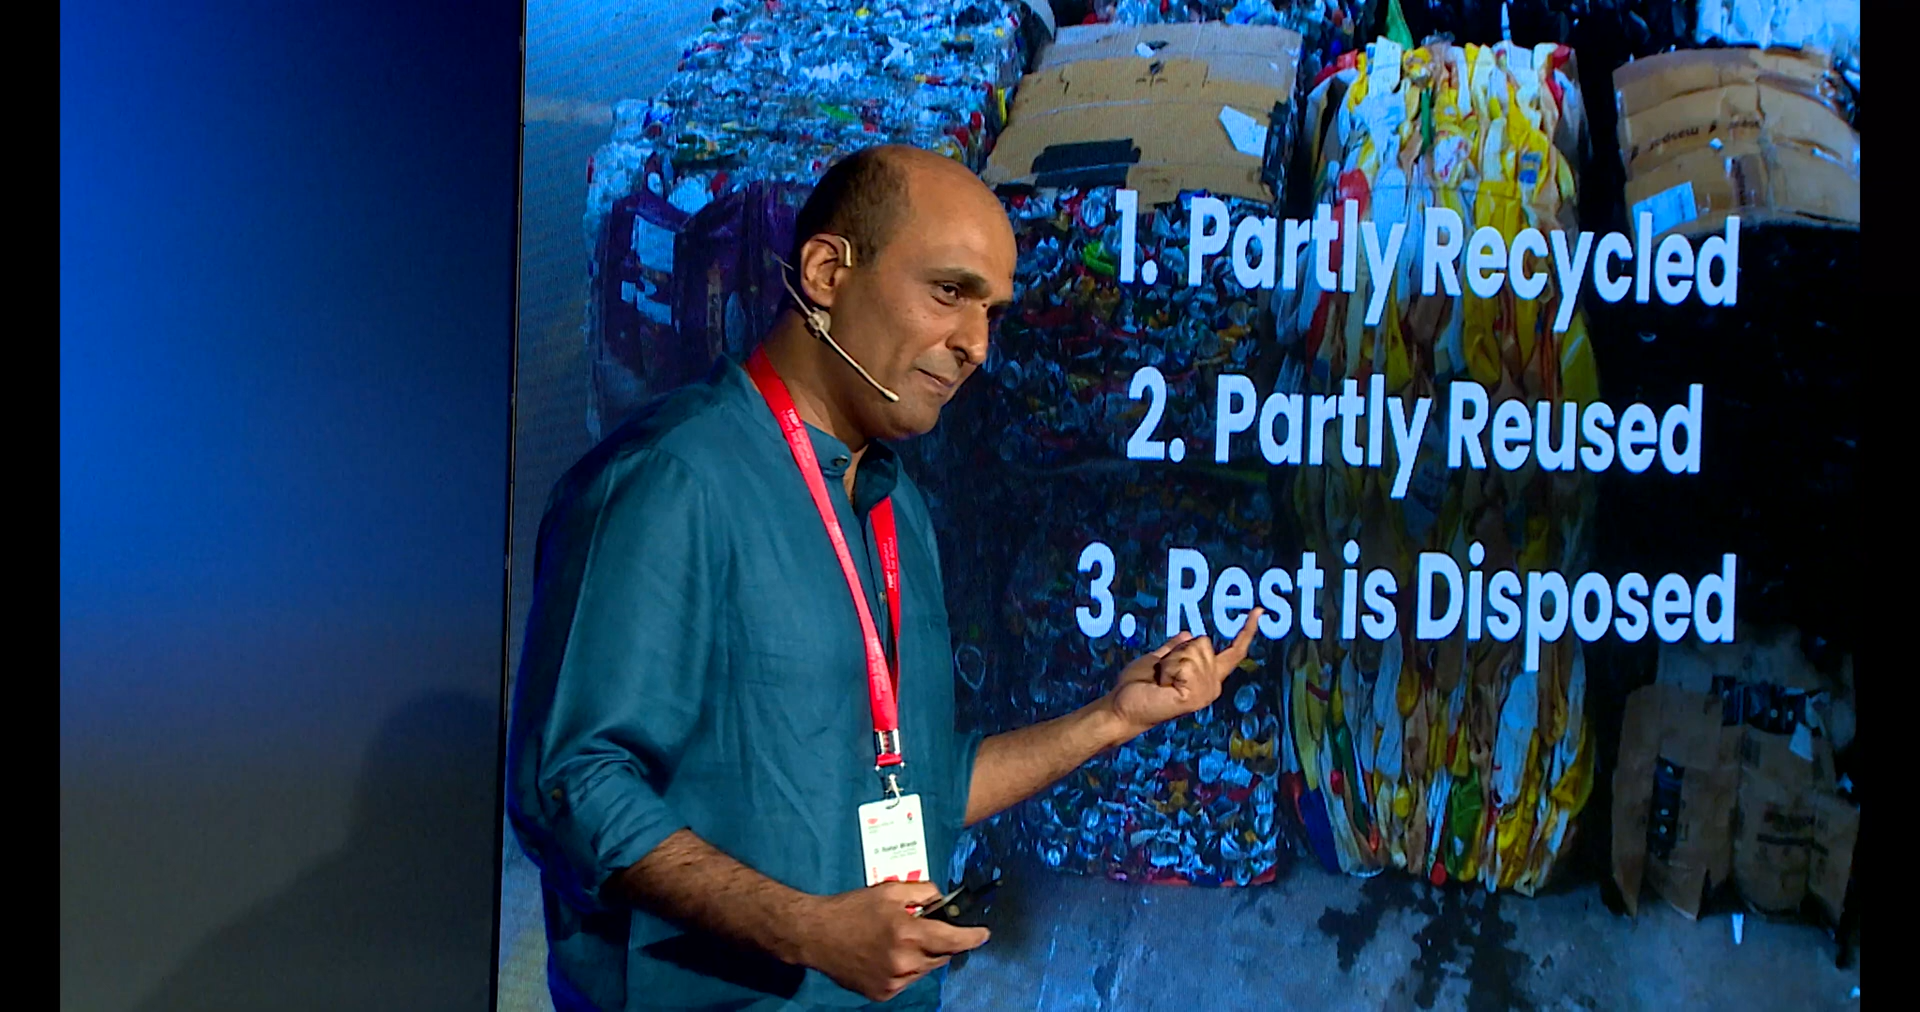 1. Partly Recycled
2. Partly Reused
3. Rest is Disposed